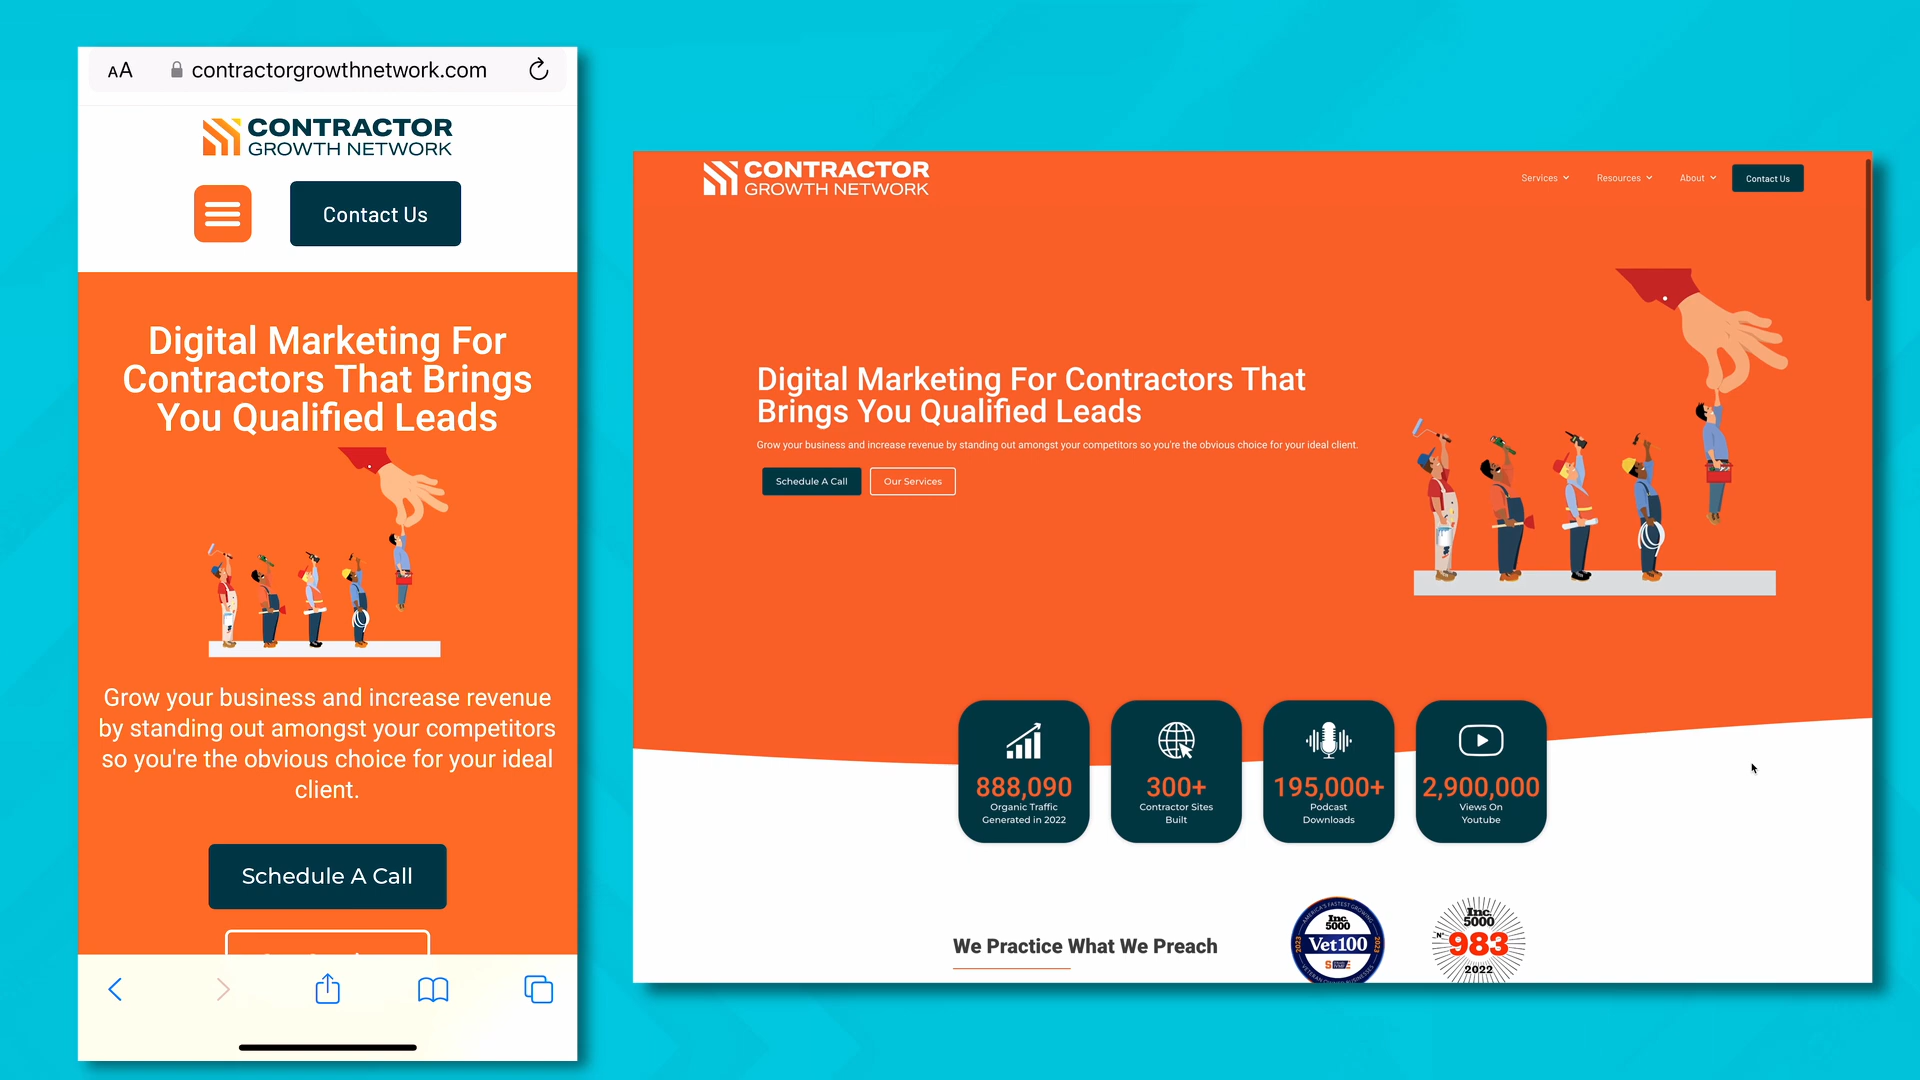 AA contractorgrowthnetwork.com
CONTRACTOR
GROWTH NETWORK
Contact Us
Digital Marketing For
Contractors That Brings
You Qualified Leads
Grow your business and increase revenue
by standing out amongst your competitors
so you're the obvious choice for your ideal
client.
Schedule A Call
CONTRACTOR
GROWTH NETWORK
Services
Resources
About
Contact Us
Digital Marketing For Contractors That
Brings You Qualified Leads
Grow your business and increase revenue by standing out amongst your competitors so you're the obvious choice for your ideal client.
Schedule A Call
Our Services
888,090
Organic Traffic
Generated in 2022
300+
Contractor Sites
Built
195,000+
Podcast
Downloads
2,900,000
Views On
Youtube
We Practice What We Preach
AMERICA'S FASTEST GROWING
Inc.
5000
Vet100
2023
2023
Inc.
5000
Nº 983
2022